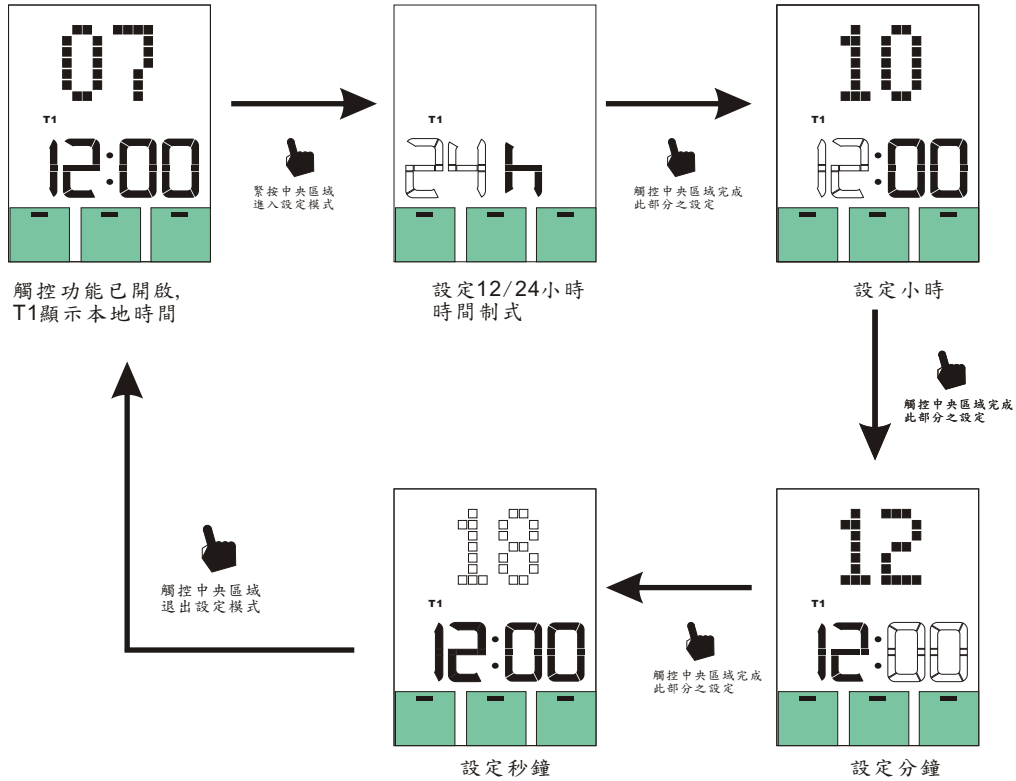 07
T1
12:00
觸控功能已開啟,
T1顯示本地時間
緊按中央區域
進入設定模式
T1
24h
設定12/24小時
時間制式
觸控中央區域完成
此部分之設定
10
T1
12:00
設定小時
觸控中央區域完成
此部分之設定
12
T1
12:00
設定分鐘
觸控中央區域完成
此部分之設定
18
T1
12:00
設定秒鐘
觸控中央區域
退出設定模式